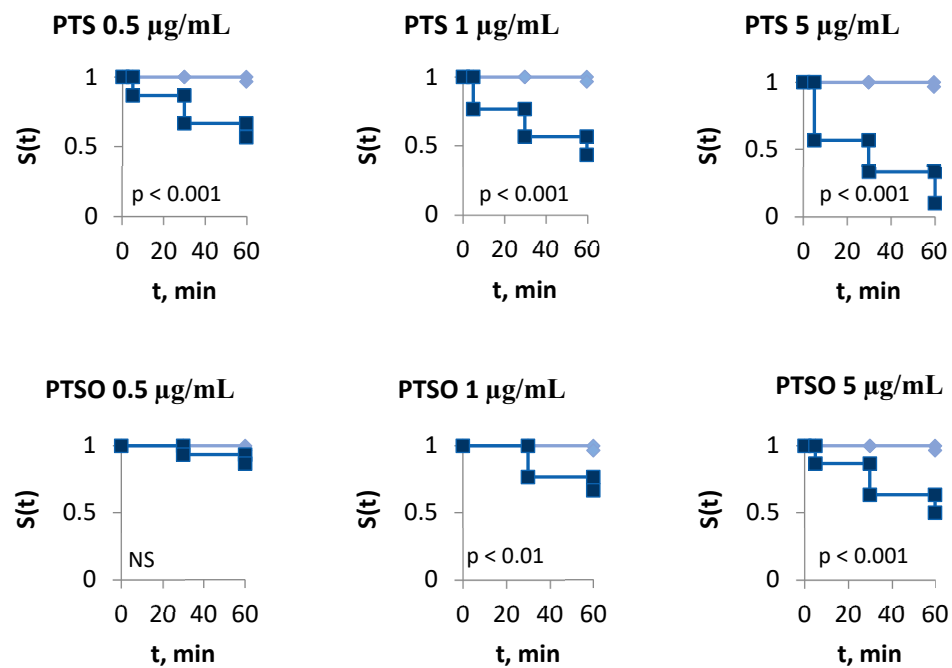 PTS 0.5 µg/mL
1
0.5
0
S(t)
p < 0.001
0 20 40 60
t, min
PTS 1 µg/mL
1
0.5
0
S(t)
p < 0.001
0 20 40 60
t, min
PTS 5 µg/mL
1
0.5
0
S(t)
p < 0.001
0 20 40 60
t, min
PTSO 0.5 µg/mL
1
0.5
0
S(t)
NS
0 20 40 60
t, min
PTSO 1 µg/mL
1
0.5
0
S(t)
p < 0.01
0 20 40 60
t, min
PTSO 5 µg/mL
1
0.5
0
S(t)
p < 0.001
0 20 40 60
t, min